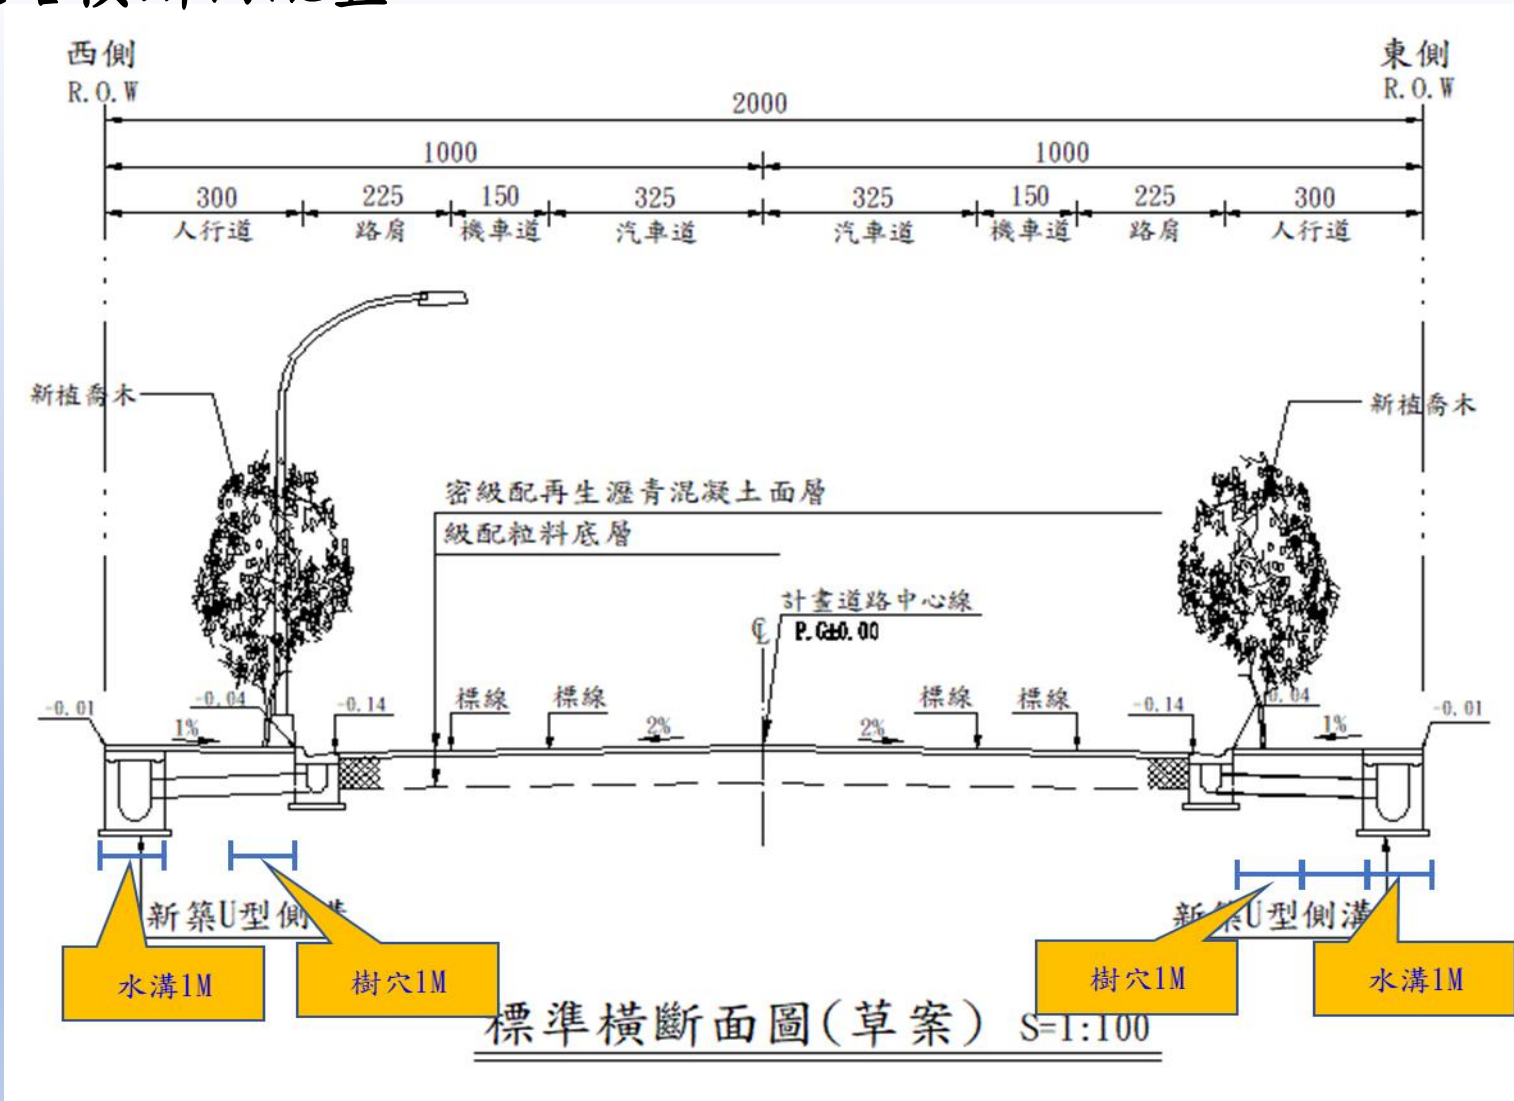 西側
R.O.W
東側
R.O.W
2000
1000
1000
300
225
150
325
325
150
225
300
人行道
路肩
機車道
汽車道
汽車道
機車道
路肩
人行道
新植喬木
新植喬木
密級配再生瀝青混凝土面層
級配粒料底層
計畫道路中心線
℄
-0.01
-0.04
-0.14
標線
標線
標線
標線
-0.14
0.04
-0.01
1%
2%
2%
1%
新築U型側溝
新築U型側溝
水溝1M
樹穴1M
樹穴1M
水溝1M
標準橫斷面圖(草案) S=1:100